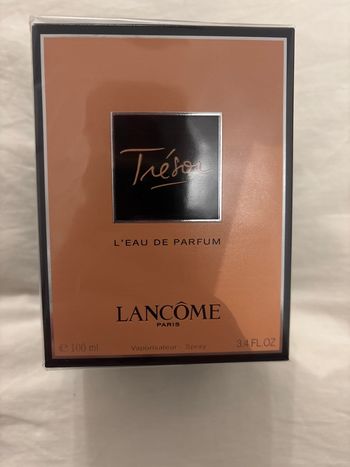 Trésor
L'EAU DE PARFUM
LANCÔME
PARIS
e 100 ml Vaporisateur - Spray 3.4 FL.OZ